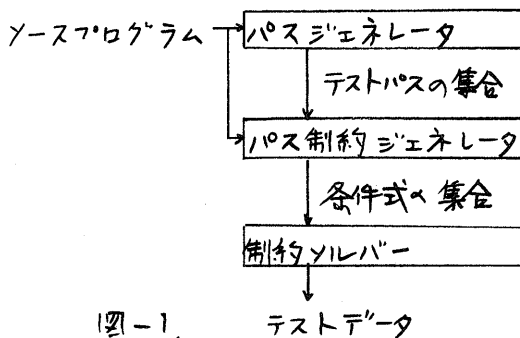 ソースプログラム
パスジェネレータ
テストパスの集合
パス制約ジェネレータ
条件式の集合
制約ソルバー
図-1. テストデータ